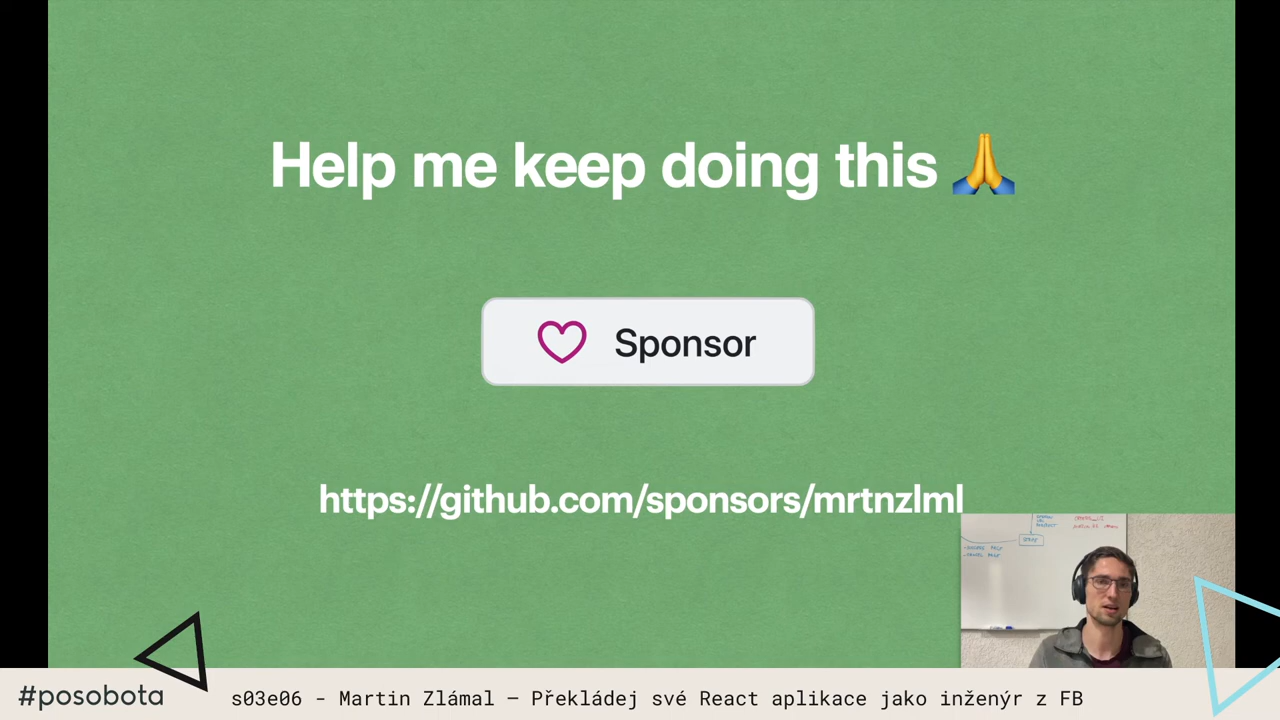 Help me keep doing this 🙏
Sponsor
https://github.com/sponsors/mrtnzlml
#posobota
s03e06 - Martin Zlámal — Překládej své React aplikace jako inženýr z FB